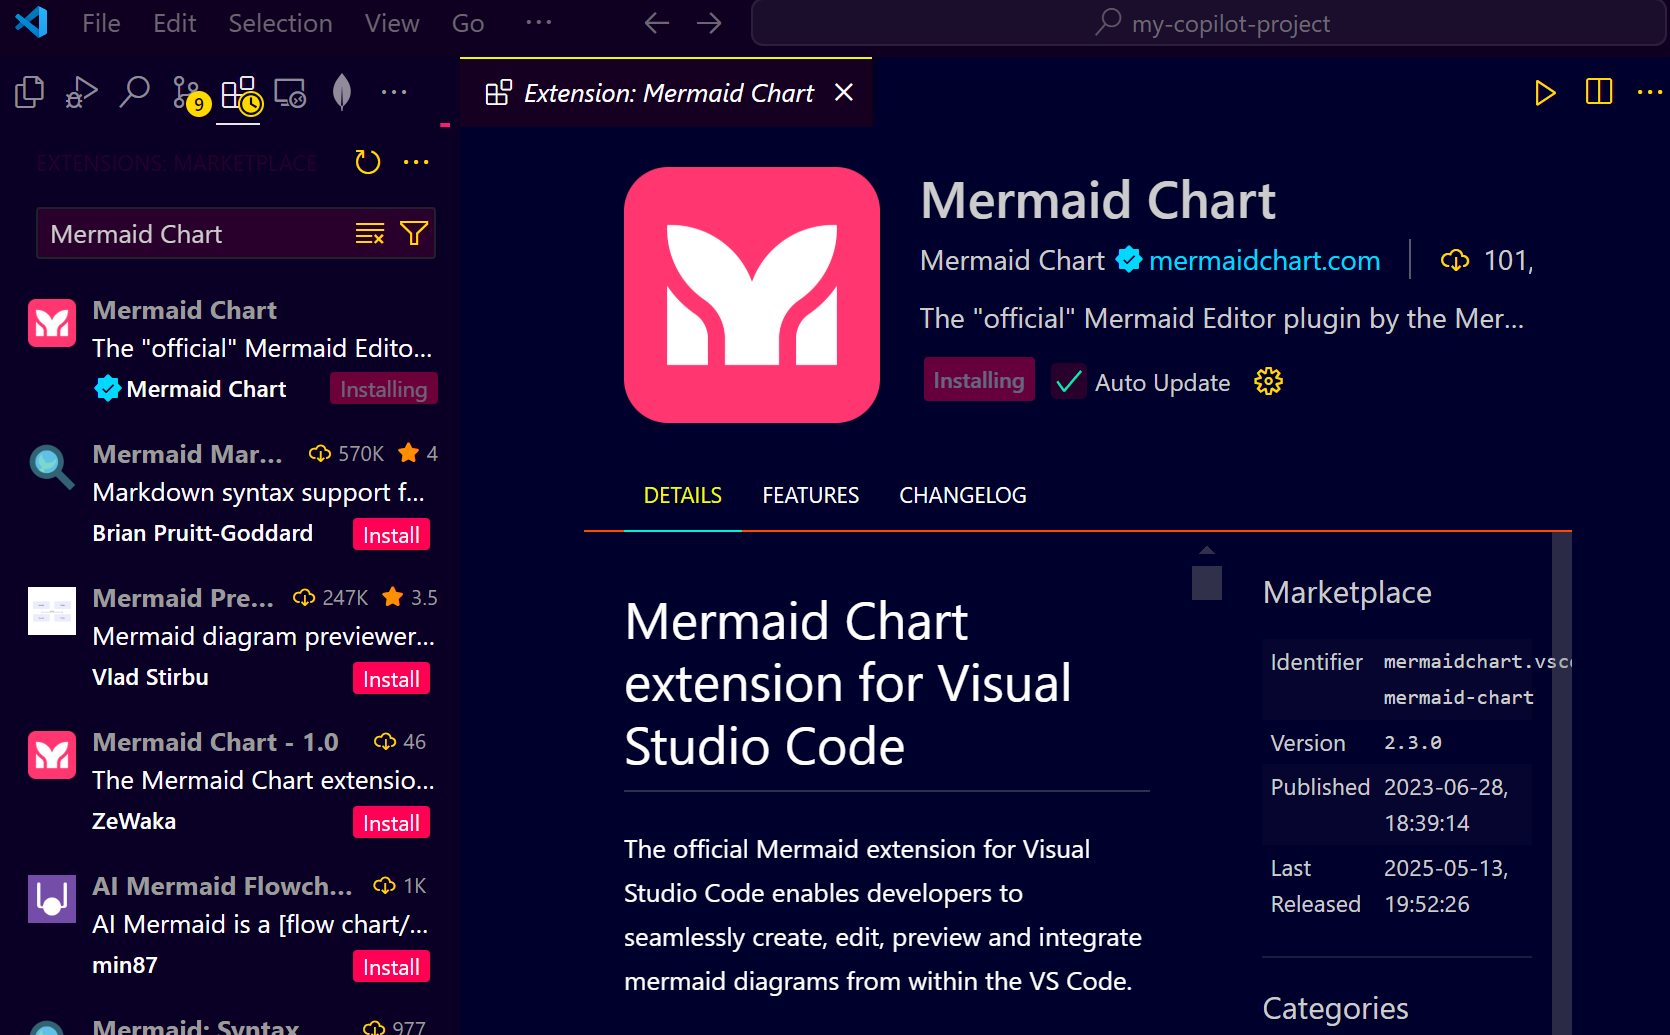 File Edit Selection View Go ···
my-copilot-project
9
Extension: Mermaid Chart
EXTENSIONS: MARKETPLACE
Mermaid Chart
Mermaid Chart
The "official" Mermaid Edito...
Mermaid Chart Installing
Mermaid Mar... 570K 4
Markdown syntax support f...
Brian Pruitt-Goddard Install
Mermaid Pre... 247K 3.5
Mermaid diagram previewer...
Vlad Stirbu Install
Mermaid Chart - 1.0 46
The Mermaid Chart extensio...
ZeWaka Install
AI Mermaid Flowch... 1K
AI Mermaid is a [flow chart/...
min87 Install
Mermaid: Syntax 977
Mermaid Chart
Mermaid Chart mermaidchart.com 101,
The "official" Mermaid Editor plugin by the Mer...
Installing Auto Update
DETAILS FEATURES CHANGELOG
Mermaid Chart
extension for Visual
Studio Code
The official Mermaid extension for Visual
Studio Code enables developers to
seamlessly create, edit, preview and integrate
mermaid diagrams from within the VS Code.
Marketplace
Identifier mermaidchart.vsc
mermaid-chart
Version 2.3.0
Published 2023-06-28,
18:39:14
Last 2025-05-13,
Released 19:52:26
Categories